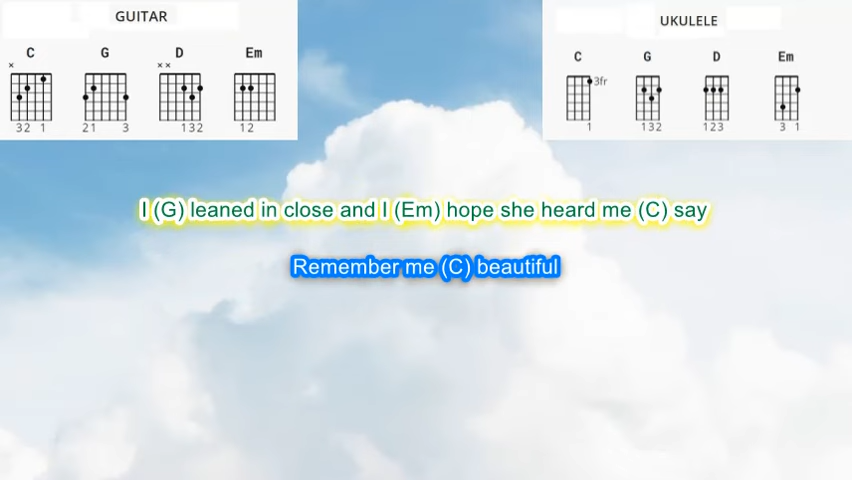 GUITAR
C G D Em
× ××
32 1 21 3 132 12
UKULELE
C G D Em
3fr
1 132 123 3 1
I (G) leaned in close and I (Em) hope she heard me (C) say
Remember me (C) beautiful